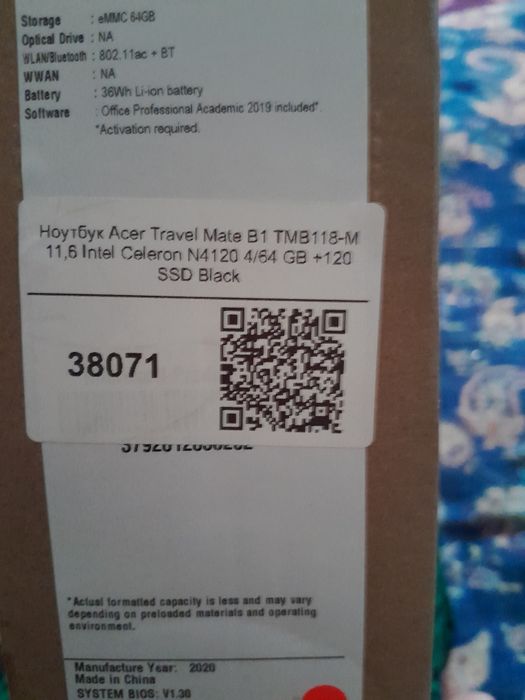 Storage : eMMC 64GB
Optical Drive : NA
WLAN/Bluetooth : 802.11ac + BT
WWAN : NA
Battery : 36Wh Li-ion battery
Software : Office Professional Academic 2019 included*.
*Activation required.
Ноутбук Acer Travel Mate B1 TMB118-M
11,6 Intel Celeron N4120 4/64 GB +120
SSD Black
38071
*Actual formatted capacity is less and may vary
depending on preloaded materials and operating
environment.
Manufacture Year: 2020
Made in China
SYSTEM BIOS: V1.30